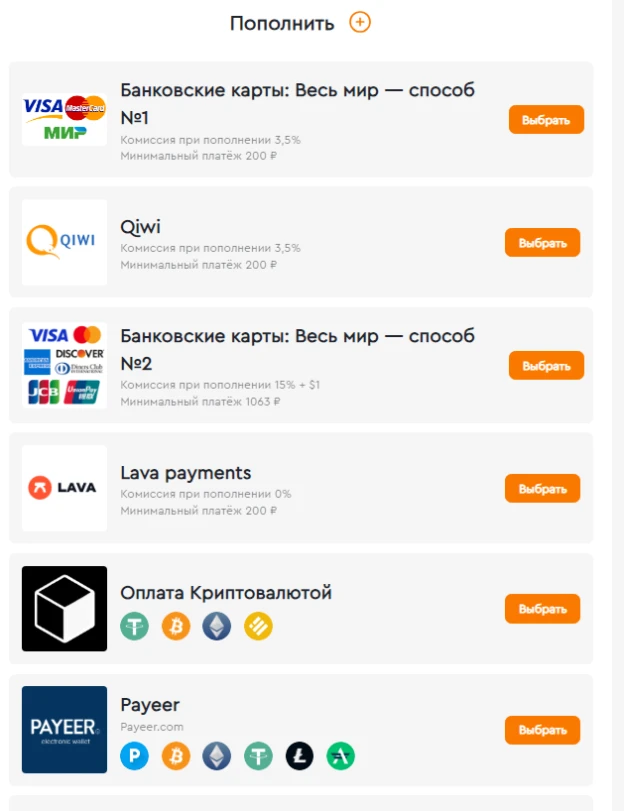 Пополнить
VISA MasterCard
МИР
Банковские карты: Весь мир — способ
№1
Комиссия при пополнении 3,5%
Минимальный платёж 200 ₽
Выбрать
QIWI
Qiwi
Комиссия при пополнении 3,5%
Минимальный платёж 200 ₽
Выбрать
VISA
DISCOVER
Diners Club
JCB UnionPay
Банковские карты: Весь мир — способ
№2
Комиссия при пополнении 15% + $1
Минимальный платёж 1063 ₽
Выбрать
LAVA
Lava payments
Комиссия при пополнении 0%
Минимальный платёж 200 ₽
Выбрать
Оплата Криптовалютой
Выбрать
PAYEER
electronic wallet
Payeer
Payeer.com
Выбрать